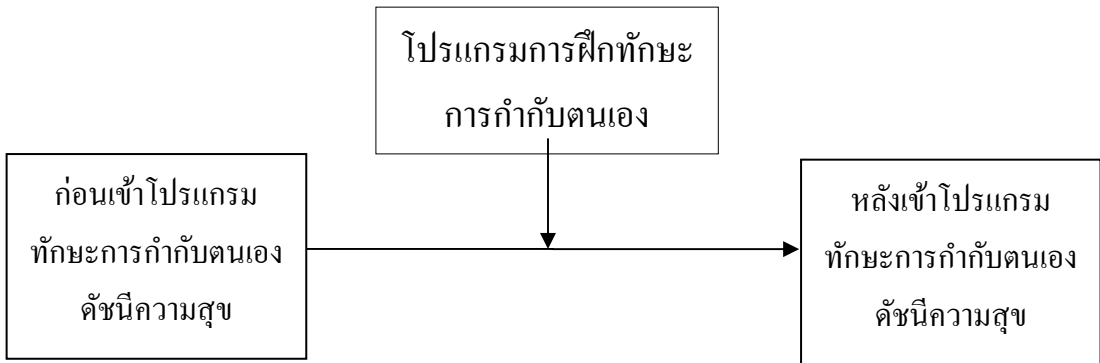 โปรแกรมการฝึกทักษะ
การกำกับตนเอง
ก่อนเข้าโปรแกรม
ทักษะการกำกับตนเอง
ดัชนีความสุข
หลังเข้าโปรแกรม
ทักษะการกำกับตนเอง
ดัชนีความสุข